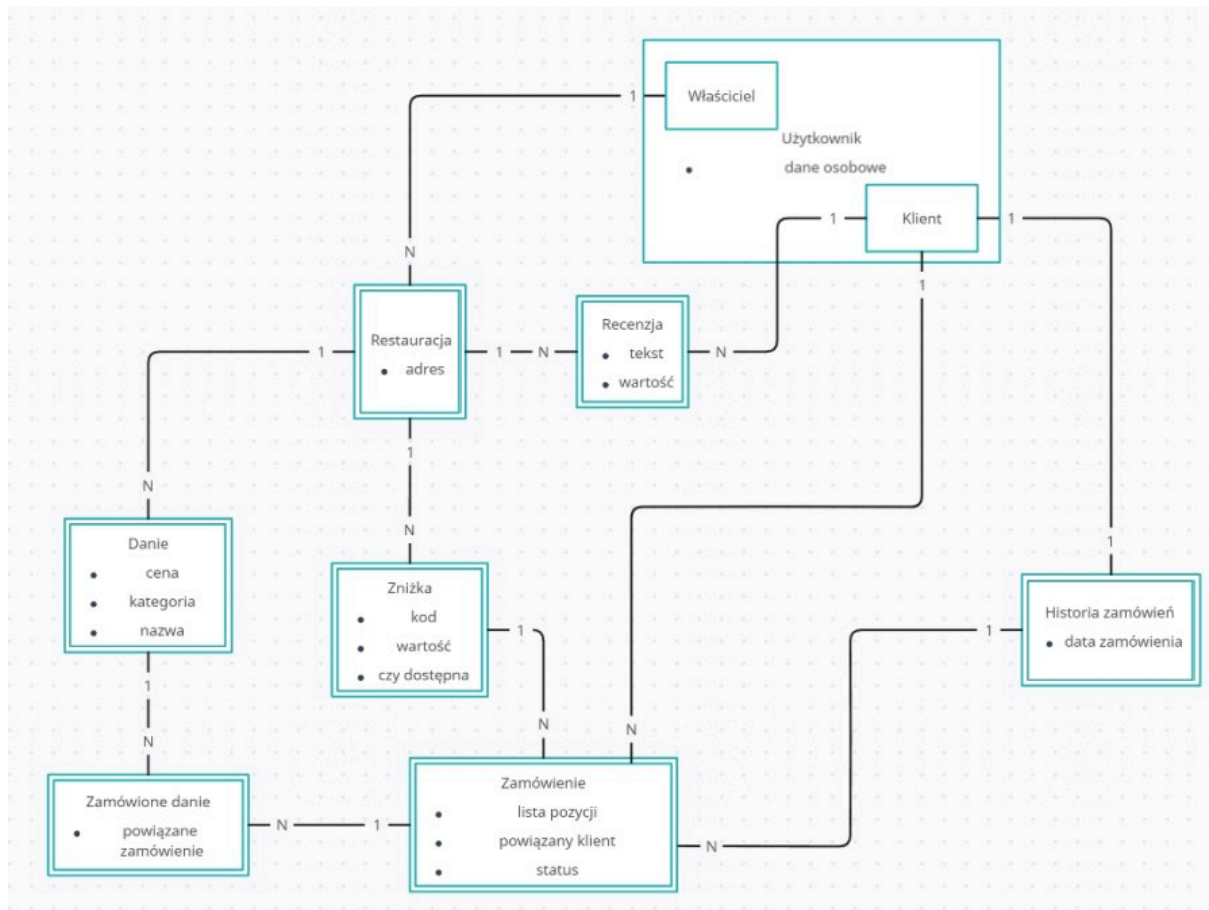 Właściciel
1
Użytkownik
dane osobowe
Klient
1
1
1
N
Restauracja
adres
1
1
N
Recenzja
tekst
wartość
N
1
N
N
1
Danie
cena
kategoria
nazwa
Zniżka
kod
wartość
czy dostępna
1
Historia zamówień
data zamówienia
1
1
N
N
N
Zamówione danie
powiązane
zamówienie
N
1
Zamówienie
lista pozycji
powiązany klient
status
N